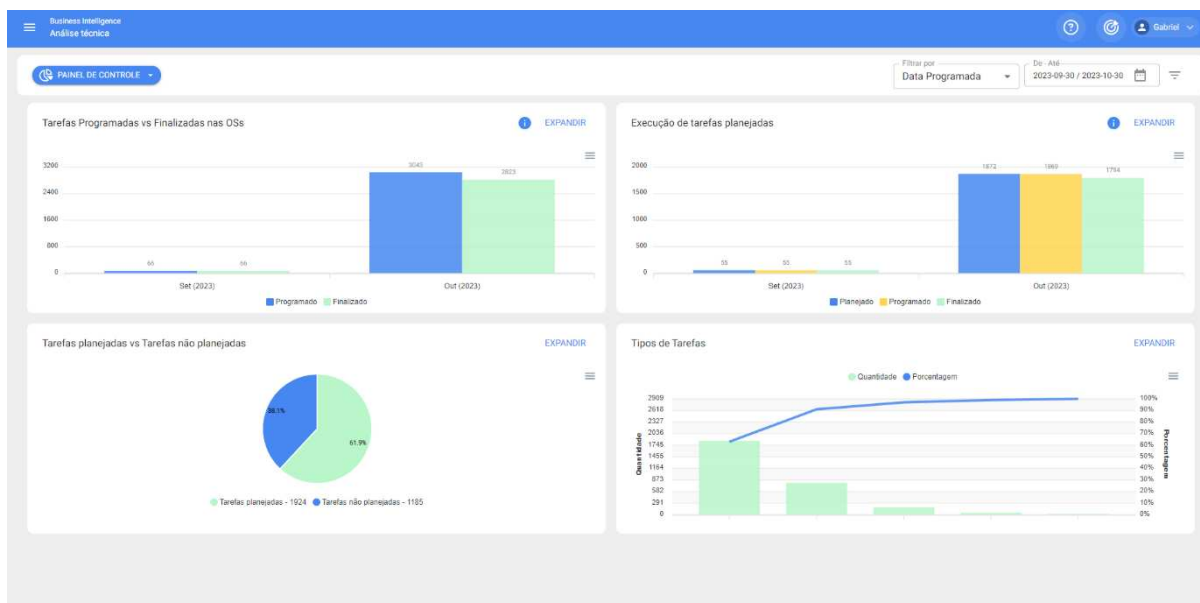 Business Intelligence
Análise técnica
Gabriel
PAINEL DE CONTROLE
Filtrar por
Data Programada
De - Até
2023-09-30 / 2023-10-30
Tarefas Programadas vs Finalizadas nas OSs
EXPANDIR
3200
2400
1600
800
0
66
66
3043
2823
Set (2023)
Out (2023)
Programado
Finalizado
Execução de tarefas planejadas
EXPANDIR
2000
1500
1000
500
0
55
55
55
1872
1869
1794
Set (2023)
Out (2023)
Planejado
Programado
Finalizado
Tarefas planejadas vs Tarefas não planejadas
EXPANDIR
38.1%
61.9%
Tarefas planejadas - 1924
Tarefas não planejadas - 1185
Tipos de Tarefas
EXPANDIR
Quantidade
Porcentagem
Quantidade
2909
2618
2327
2036
1745
1455
1164
873
582
291
0
100%
90%
80%
70%
60%
50%
40%
30%
20%
10%
0%
Porcentagem